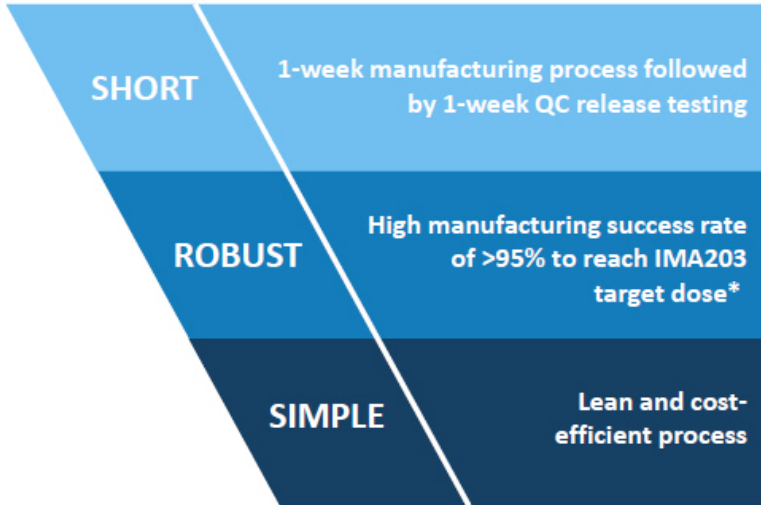 SHORT
1-week manufacturing process followed
by 1-week QC release testing
ROBUST
High manufacturing success rate
of >95% to reach IMA203
target dose*
SIMPLE
Lean and cost-
efficient process